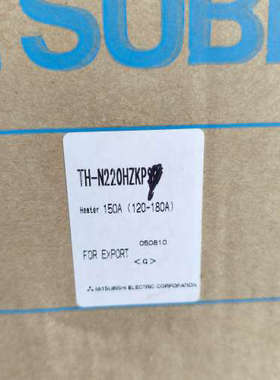 SUBI
TH-N220HZKP
Heater 150A (120-180A)
050810
FOR EXPORT
<G>
MITSUBISHI ELECTRIC CORPORATION